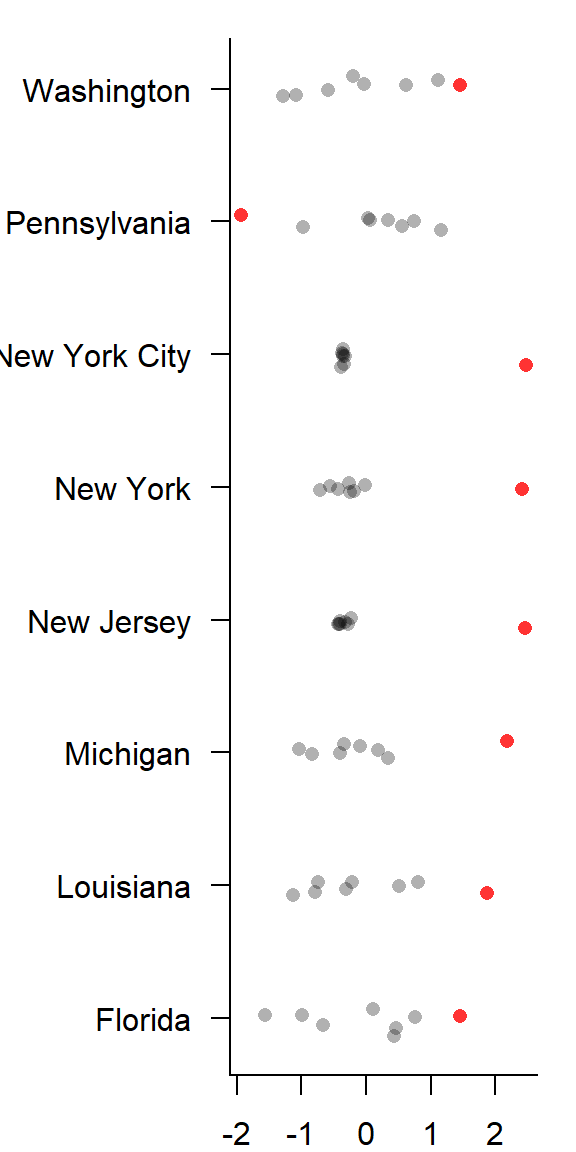 Washington
Pennsylvania
New York City
New York
New Jersey
Michigan
Louisiana
Florida
-2 -1 0 1 2